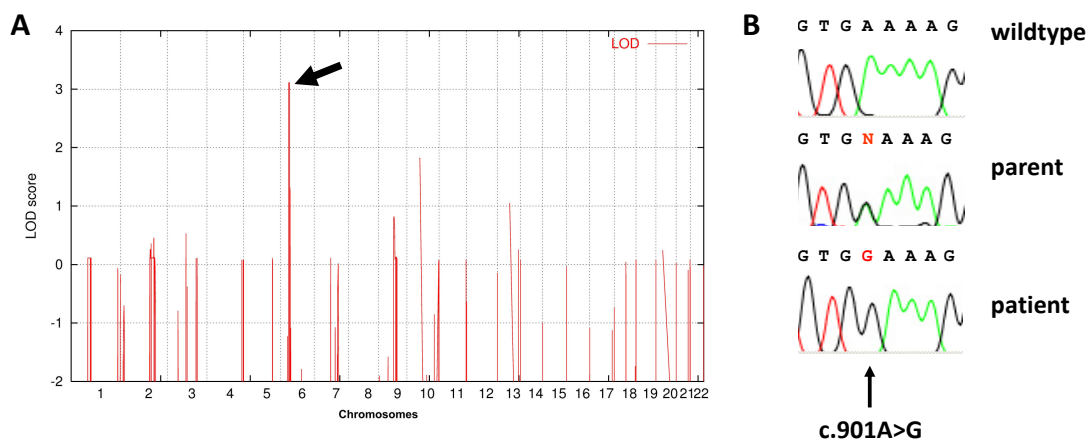 A
LOD
LOD score
4
3
2
1
0
-1
-2
1 2 3 4 5 6 7 8 9 10 11 12 13 14 15 16 17 18 19 20 21 22
Chromosomes
B
G T G A A A A G
wildtype
G T G N A A A G
parent
G T G G A A A G
patient
c.901A>G